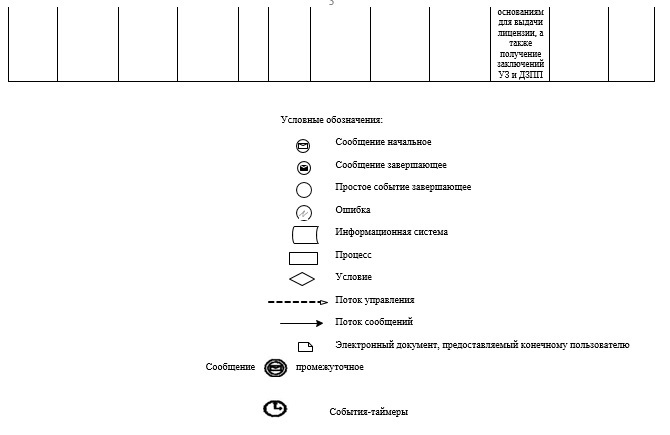 основаниям
для выдачи
лицензии, а
также
получение
заключений
УЗ и ДЗПП
Условные обозначения:
Сообщение начальное
Сообщение завершающее
Простое событие завершающее
Ошибка
Информационная система
Процесс
Условие
Поток управления
Поток сообщений
Электронный документ, предоставляемый конечному пользователю
Сообщение промежуточное
События-таймеры